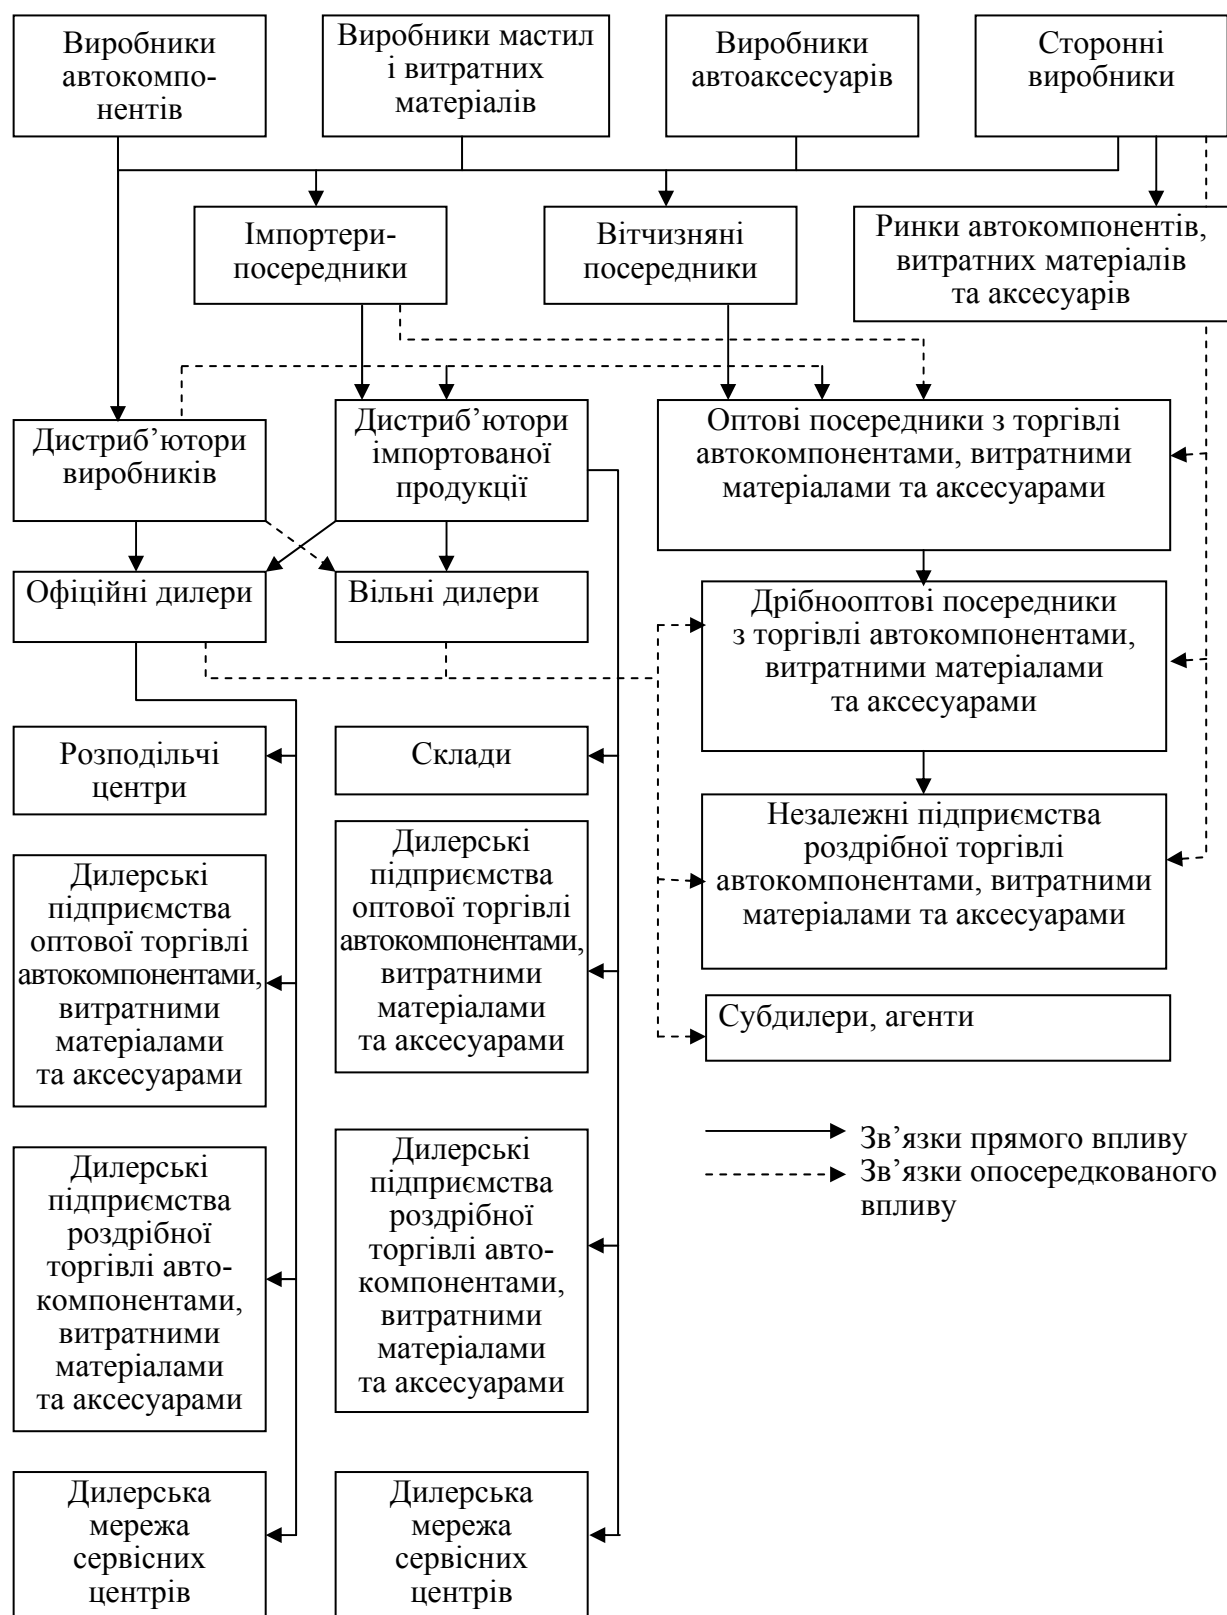 Виробники
автокомпо-
нентів
Виробники мастил
і витратних
матеріалів
Виробники
автоаксесуарів
Сторонні
виробники
Імпортери-
посередники
Вітчизняні
посередники
Ринки автокомпонентів,
витратних матеріалів
та аксесуарів
Дистриб’ютори
виробників
Дистриб’ютори
імпортованої
продукції
Оптові посередники з торгівлі
автокомпонентами, витратними
матеріалами та аксесуарами
Офіційні дилери
Вільні дилери
Дрібнооптові посередники
з торгівлі автокомпонентами,
витратними матеріалами
та аксесуарами
Розподільчі
центри
Склади
Незалежні підприємства
роздрібної торгівлі
автокомпонентами, витратними
матеріалами та аксесуарами
Дилерські
підприємства
оптової торгівлі
автокомпонентами,
витратними
матеріалами
та аксесуарами
Дилерські
підприємства
оптової торгівлі
автокомпонентами,
витратними
матеріалами
та аксесуарами
Субдилери, агенти
Зв’язки прямого впливу
Зв’язки опосередкованого
впливу
Дилерські
підприємства
роздрібної
торгівлі авто-
компонентами,
витратними
матеріалами
та аксесуарами
Дилерські
підприємства
роздрібної
торгівлі авто-
компонентами,
витратними
матеріалами
та аксесуарами
Дилерська
мережа
сервісних
центрів
Дилерська
мережа
сервісних
центрів